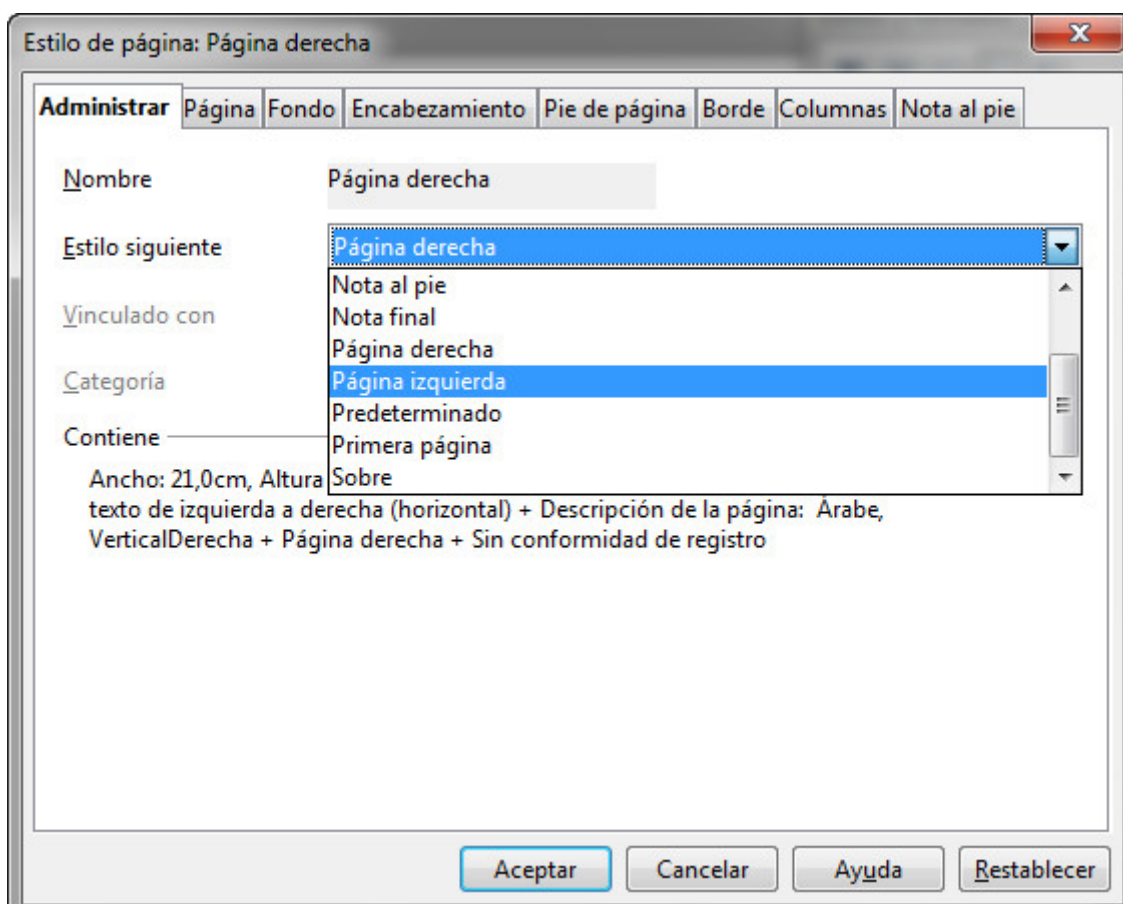 Estilo de página: Página derecha
Administrar Página Fondo Encabezamiento Pie de página Borde Columnas Nota al pie
Nombre Página derecha
Estilo siguiente Página derecha
Nota al pie
Vinculado con Nota final
Página derecha
Categoría Página izquierda
Predeterminado
Contiene Primera página
Ancho: 21,0cm, Altura Sobre
texto de izquierda a derecha (horizontal) + Descripción de la página: Árabe,
VerticalDerecha + Página derecha + Sin conformidad de registro
Aceptar Cancelar Ayuda Restablecer